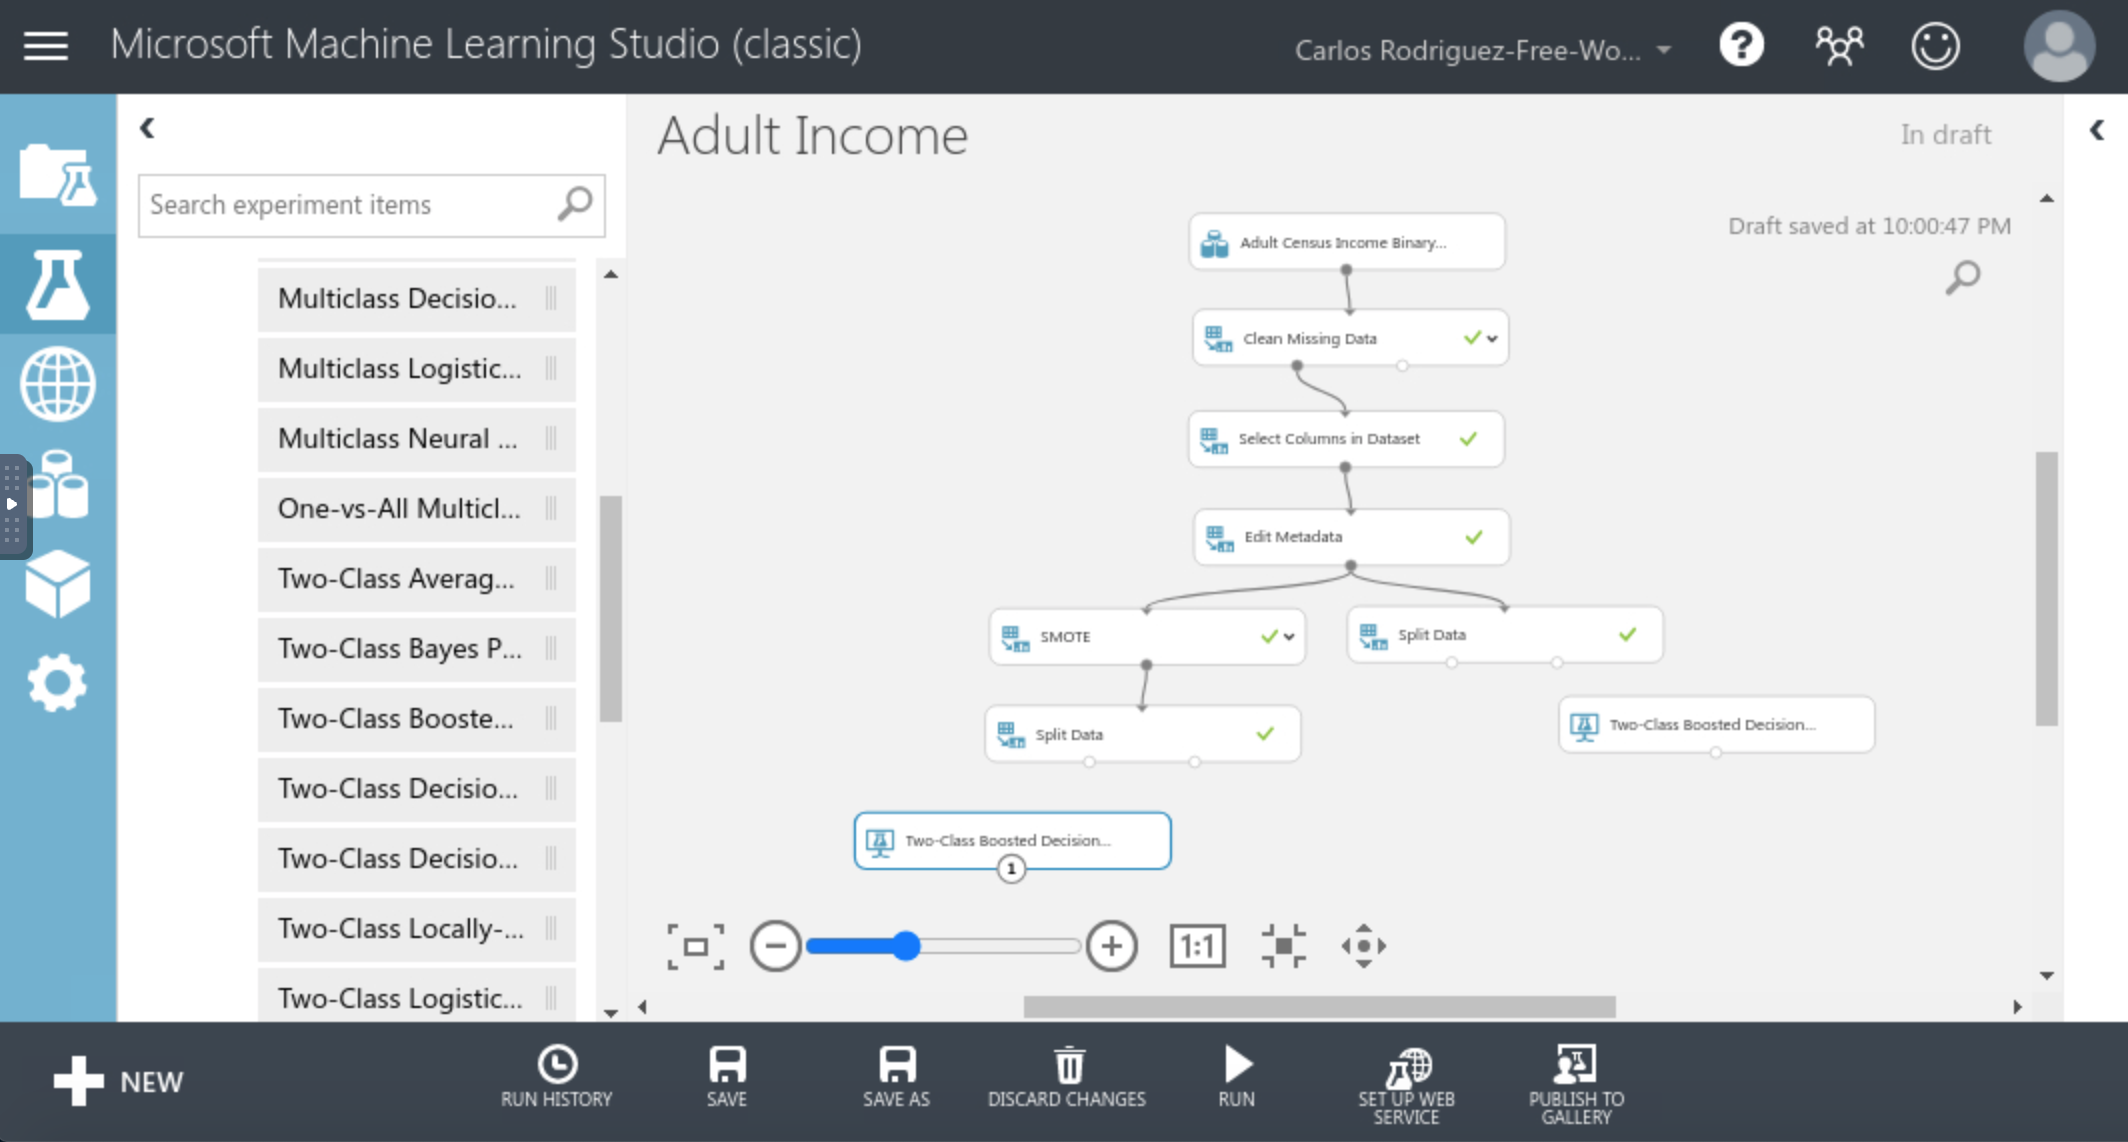 Microsoft Machine Learning Studio (classic)
Carlos Rodriguez-Free-Wo...
?
Adult Income
In draft
Search experiment items
Draft saved at 10:00:47 PM
Multiclass Decisio...
Multiclass Logistic...
Multiclass Neural ...
One-vs-All Multicl...
Two-Class Averag...
Two-Class Bayes P...
Two-Class Booste...
Two-Class Decisio...
Two-Class Decisio...
Two-Class Locally-...
Two-Class Logistic...
Adult Census Income Binary...
Clean Missing Data
Select Columns in Dataset
Edit Metadata
SMOTE
Split Data
Split Data
Two-Class Boosted Decision...
Two-Class Boosted Decision...
1
1:1
NEW
RUN HISTORY
SAVE
SAVE AS
DISCARD CHANGES
RUN
SET UP WEB
SERVICE
PUBLISH TO
GALLERY